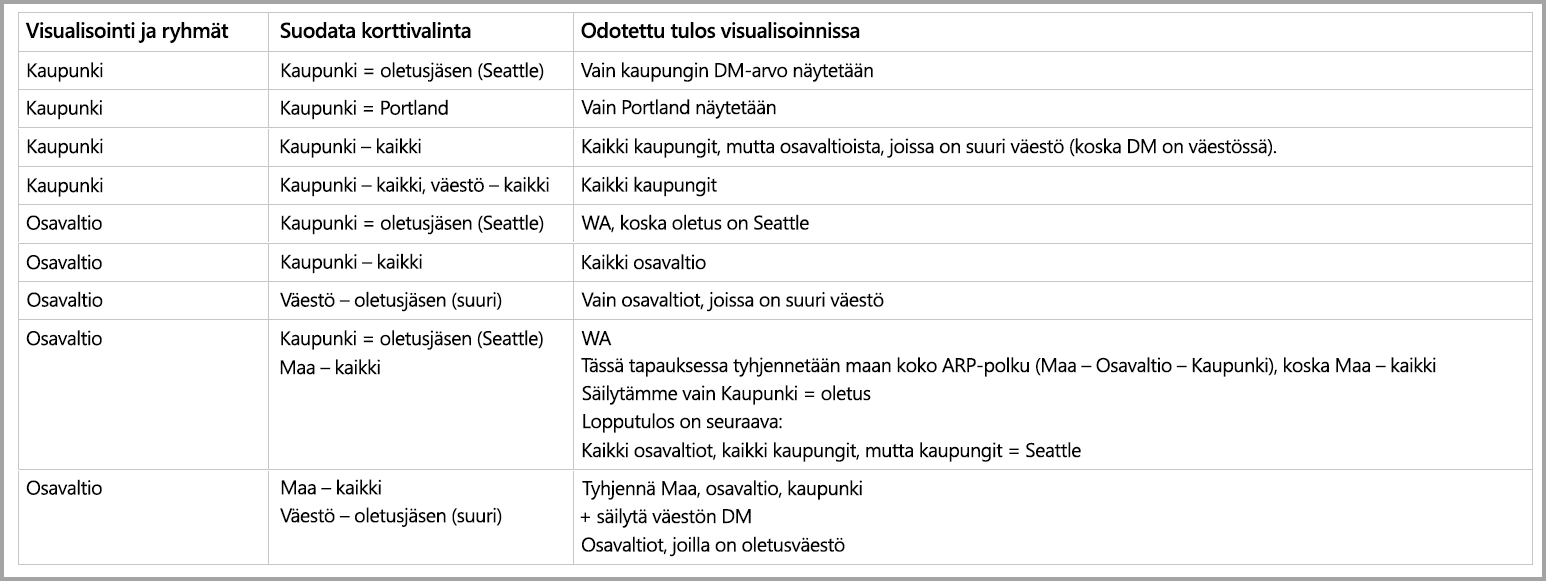 Visualisointi ja ryhmät Suodata korttivalinta Odotettu tulos visualisoinnissa
Kaupunki Kaupunki = oletusjäsen (Seattle) Vain kaupungin DM-arvo näytetään
Kaupunki Kaupunki = Portland Vain Portland näytetään
Kaupunki Kaupunki – kaikki Kaikki kaupungit, mutta osavaltioista, joissa on suuri väestö (koska DM on väestössä).
Kaupunki Kaupunki – kaikki, väestö – kaikki Kaikki kaupungit
Osavaltio Kaupunki = oletusjäsen (Seattle) WA, koska oletus on Seattle
Osavaltio Kaupunki – kaikki Kaikki osavaltio
Osavaltio Väestö – oletusjäsen (suuri) Vain osavaltiot, joissa on suuri väestö
Osavaltio Kaupunki = oletusjäsen (Seattle) WA
Maa – kaikki Tässä tapauksessa tyhjennetään maan koko ARP-polku (Maa – Osavaltio – Kaupunki), koska Maa – kaikki
Säilytämme vain Kaupunki = oletus
Lopputulos on seuraava:
Kaikki osavaltiot, kaikki kaupungit, mutta kaupungit = Seattle
Osavaltio Maa – kaikki Tyhjennä Maa, osavaltio, kaupunki
Väestö – oletusjäsen (suuri) + säilytä väestön DM
Osavaltiot, joilla on oletusväestö